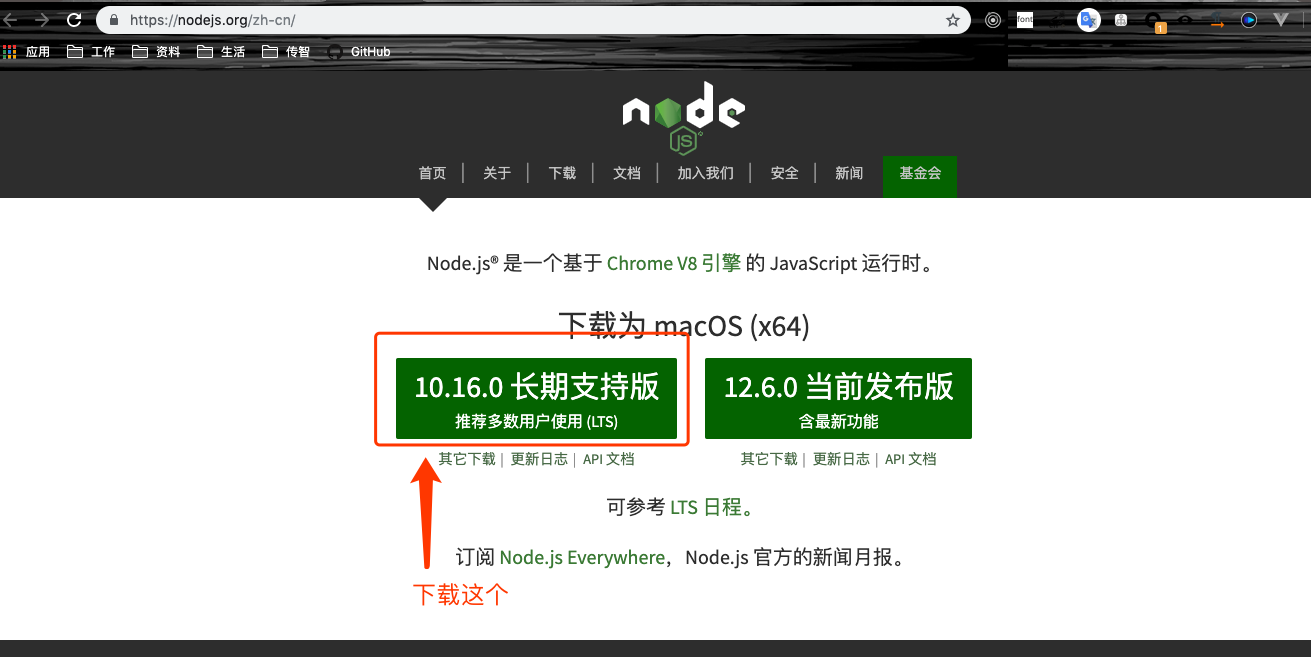 https://nodejs.org/zh-cn/
font
1
应用 工作 资料 生活 传智 GitHub
node
JS
首页 | 关于 | 下载 | 文档 | 加入我们 | 安全 | 新闻 基金会
Node.js® 是一个基于 Chrome V8 引擎 的 JavaScript 运行时。
下载为 macOS (x64)
10.16.0 长期支持版
推荐多数用户使用 (LTS)
12.6.0 当前发布版
含最新功能
其它下载 | 更新日志 | API 文档
其它下载 | 更新日志 | API 文档
可参考 LTS 日程。
订阅 Node.js Everywhere，Node.js 官方的新闻月报。
下载这个